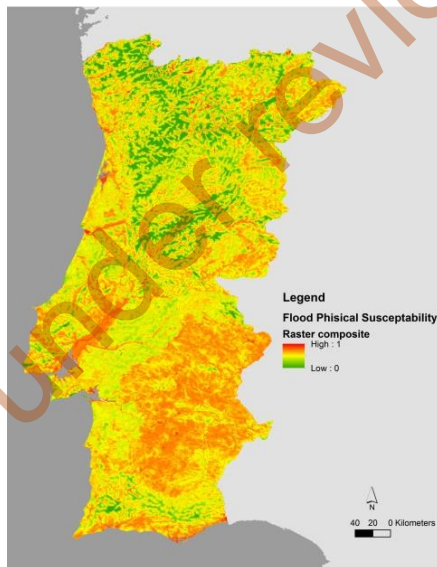 under review
Legend
Flood Phisical Susceptability
Raster composite
High : 1
Low : 0
N
40 20 0 Kilometers